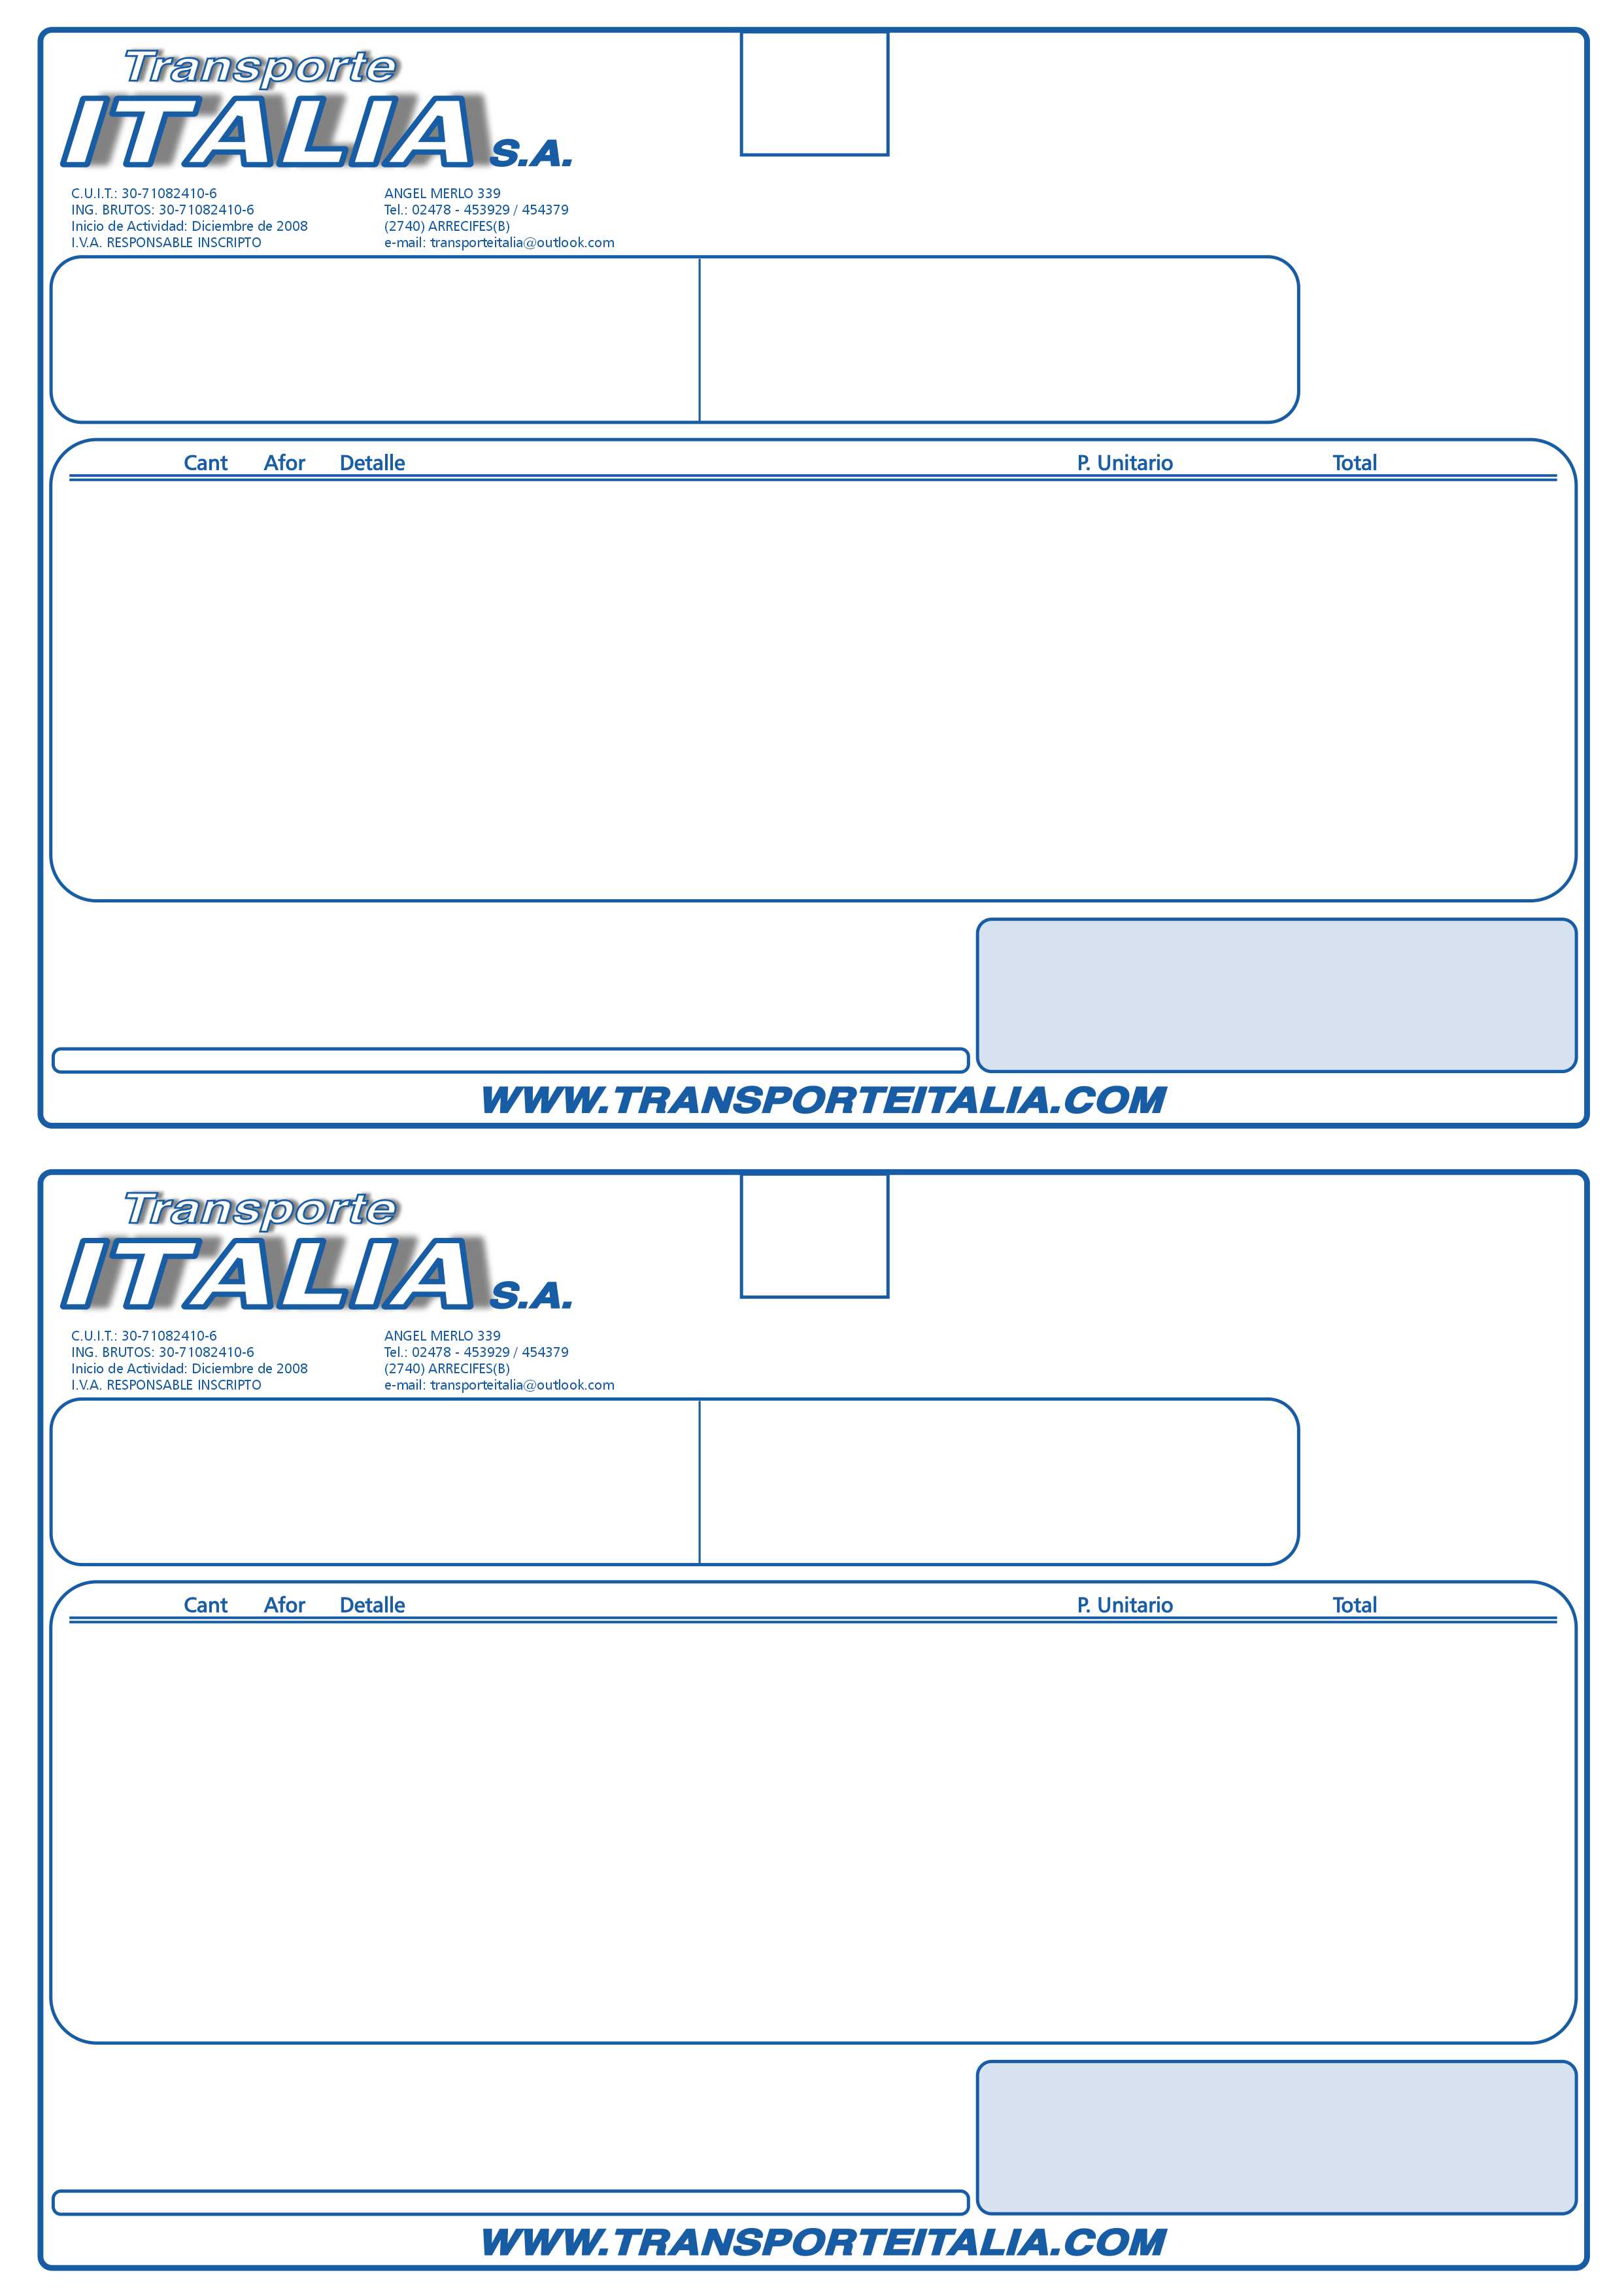 Transporte
ITALIA S.A.
C.U.I.T.: 30-71082410-6
ING. BRUTOS: 30-71082410-6
Inicio de Actividad: Diciembre de 2008
I.V.A. RESPONSABLE INSCRIPTO
ANGEL MERLO 339
Tel.: 02478 - 453929 / 454379
(2740) ARRECIFES(B)
e-mail: transporteitalia@outlook.com
Cant Afor Detalle P. Unitario Total
WWW.TRANSPORTEITALIA.COM
Transporte
ITALIA S.A.
C.U.I.T.: 30-71082410-6
ING. BRUTOS: 30-71082410-6
Inicio de Actividad: Diciembre de 2008
I.V.A. RESPONSABLE INSCRIPTO
ANGEL MERLO 339
Tel.: 02478 - 453929 / 454379
(2740) ARRECIFES(B)
e-mail: transporteitalia@outlook.com
Cant Afor Detalle P. Unitario Total
WWW.TRANSPORTEITALIA.COM